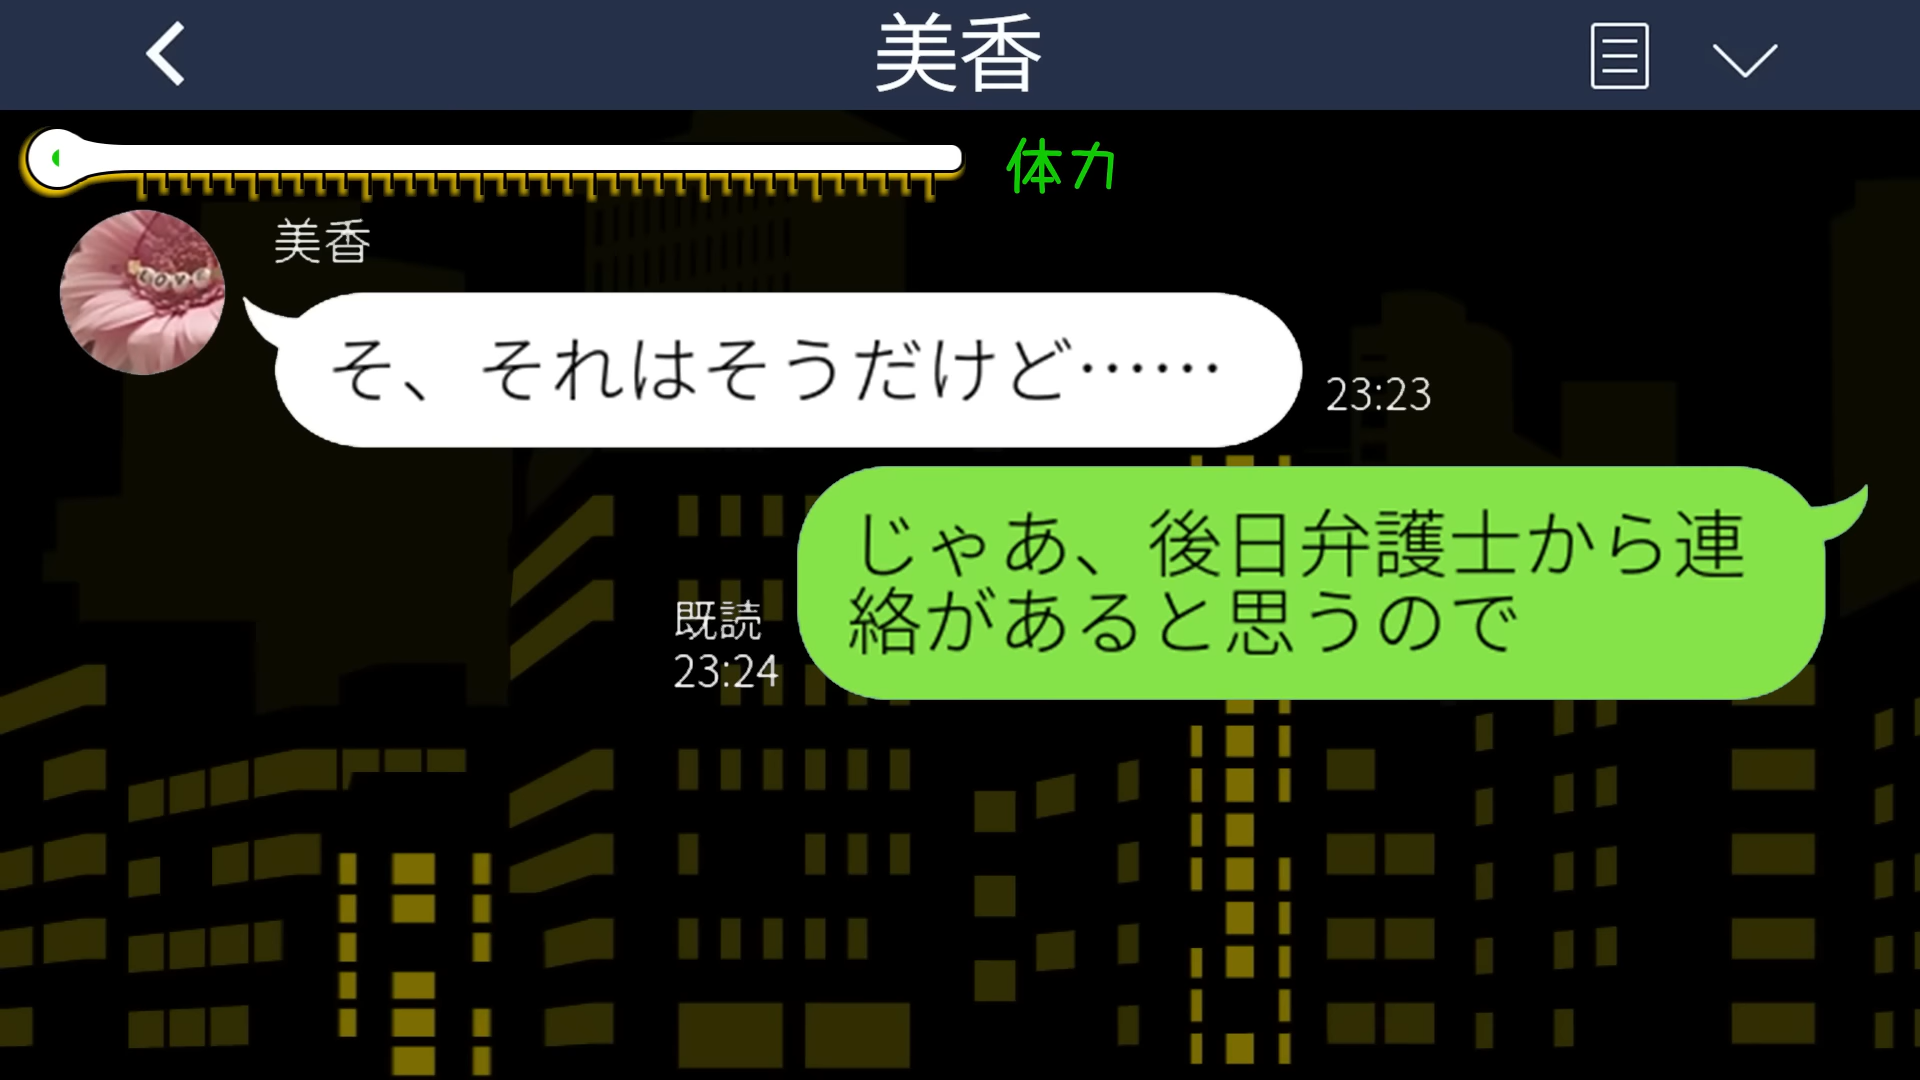 美香
体力
美香
LOVE
そ、それはそうだけど……
23:23
じゃあ、後日弁護士から連
絡があると思うので
既読
23:24